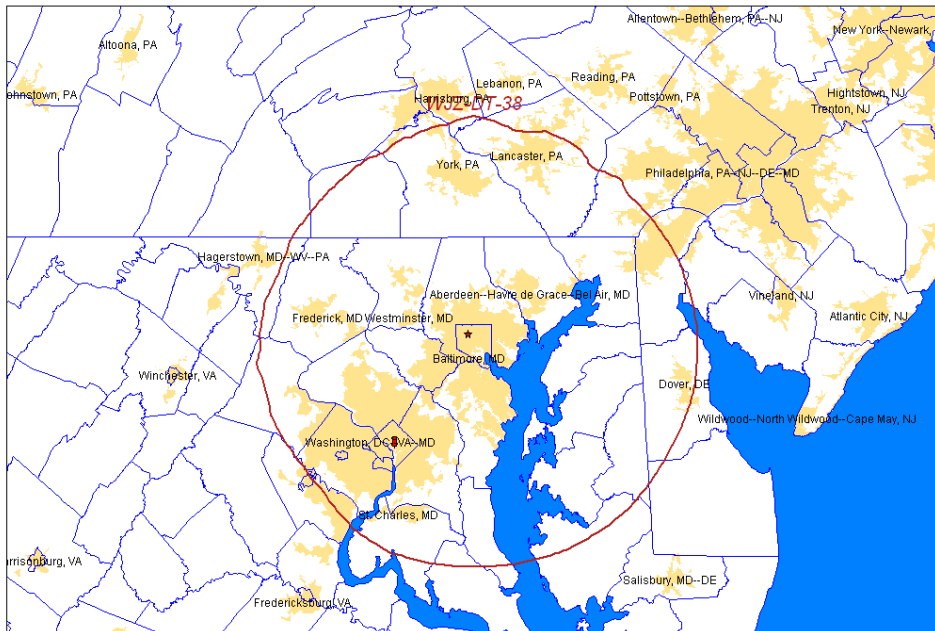 Allentown--Bethlehem, PA--NJ
New York--Newark,
Altoona, PA
Lebanon, PA
Reading, PA
ohnstown, PA
Harrisburg, PA
Pottstown, PA
Hightstown, NJ
WJZ-DT-38
Trenton, NJ
York, PA
Lancaster, PA
Philadelphia, PA--NJ--DE--MD
Hagerstown, MD--WV--PA
Aberdeen--Havre de Grace--Bel Air, MD
Vineland, NJ
Frederick, MD
Westminster, MD
Atlantic City, NJ
Baltimore, MD
Winchester, VA
Dover, DE
Wildwood--North Wildwood--Cape May, NJ
Washington, DC--VA--MD
St. Charles, MD
arrisonburg, VA
Salisbury, MD--DE
Fredericksburg, VA